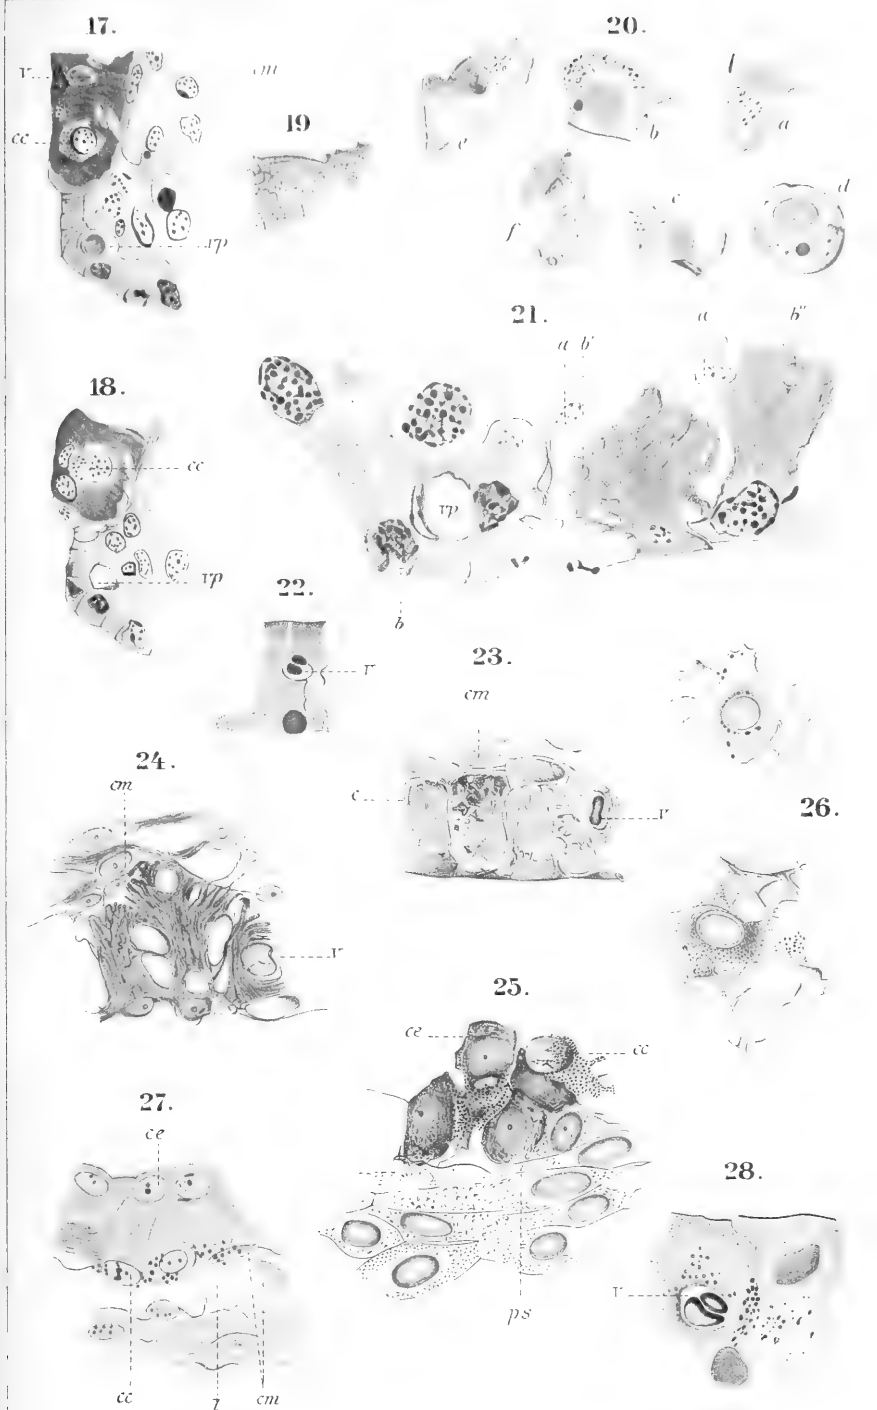 17.
v
cc
vp
cm
19
20.
e
b
a
f
c
d
18.
cc
vp
21.
a b'
a
b"
vp
b
22.
v
23.
cm
c
v
24.
cm
v
26.
25.
ce
cc
ps
27.
ce
cc
l
cm
28.
v